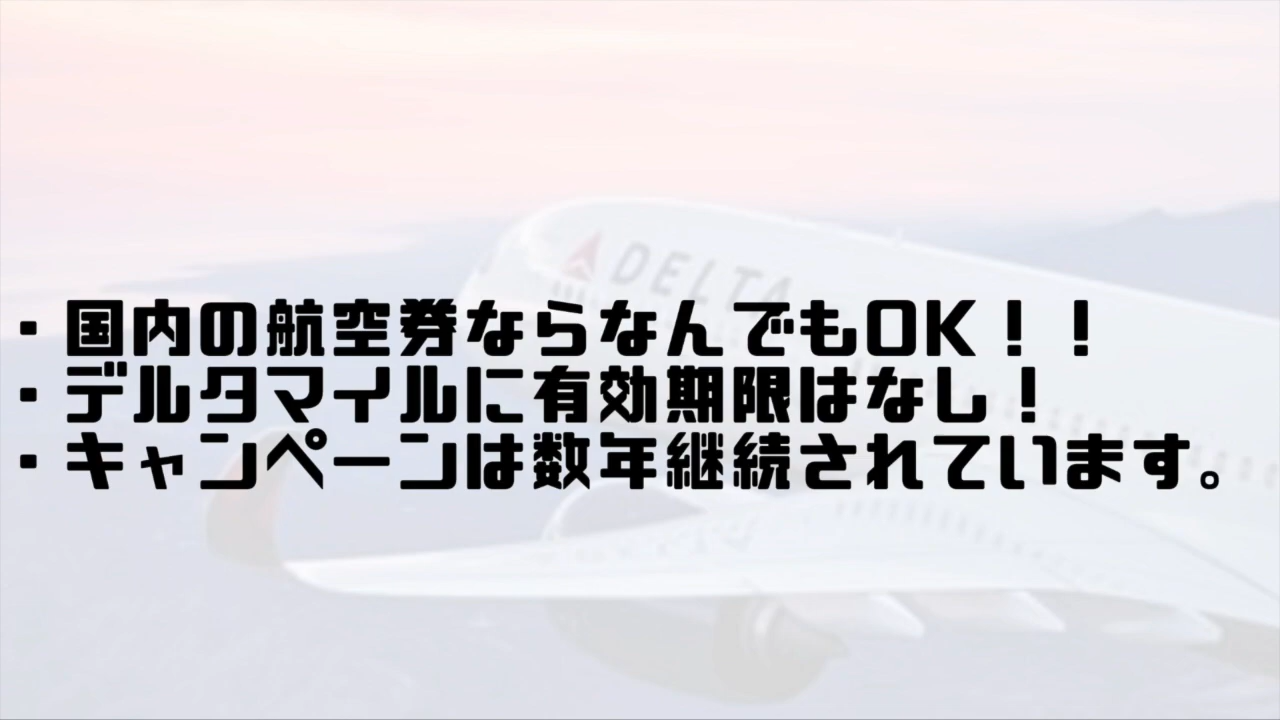 DELTA
・国内の航空券ならなんでもOK！！
・デルタマイルに有効期限はなし！
・キャンペーンは数年継続されています。